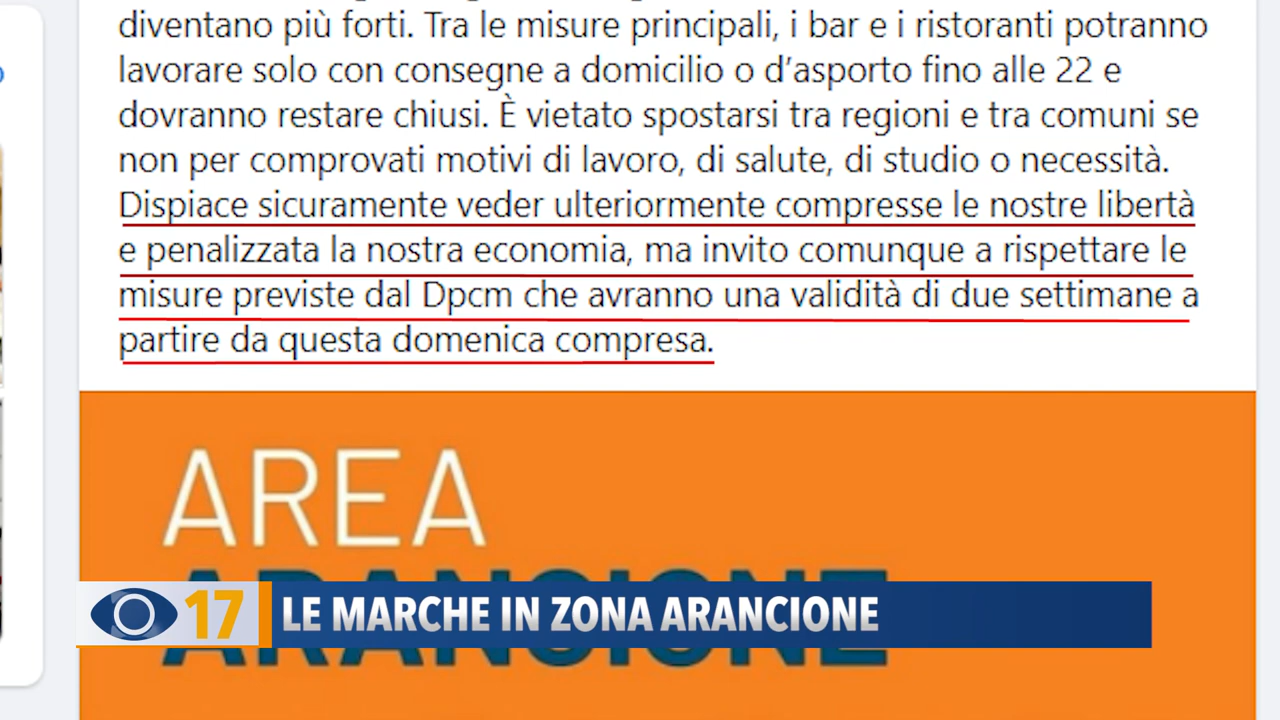 diventano più forti. Tra le misure principali, i bar e i ristoranti potranno
lavorare solo con consegne a domicilio o d'asporto fino alle 22 e
dovranno restare chiusi. È vietato spostarsi tra regioni e tra comuni se
non per comprovati motivi di lavoro, di salute, di studio o necessità.
Dispiace sicuramente veder ulteriormente compresse le nostre libertà
e penalizzata la nostra economia, ma invito comunque a rispettare le
misure previste dal Dpcm che avranno una validità di due settimane a
partire da questa domenica compresa.
AREA
ARANCIONE
17 LE MARCHE IN ZONA ARANCIONE